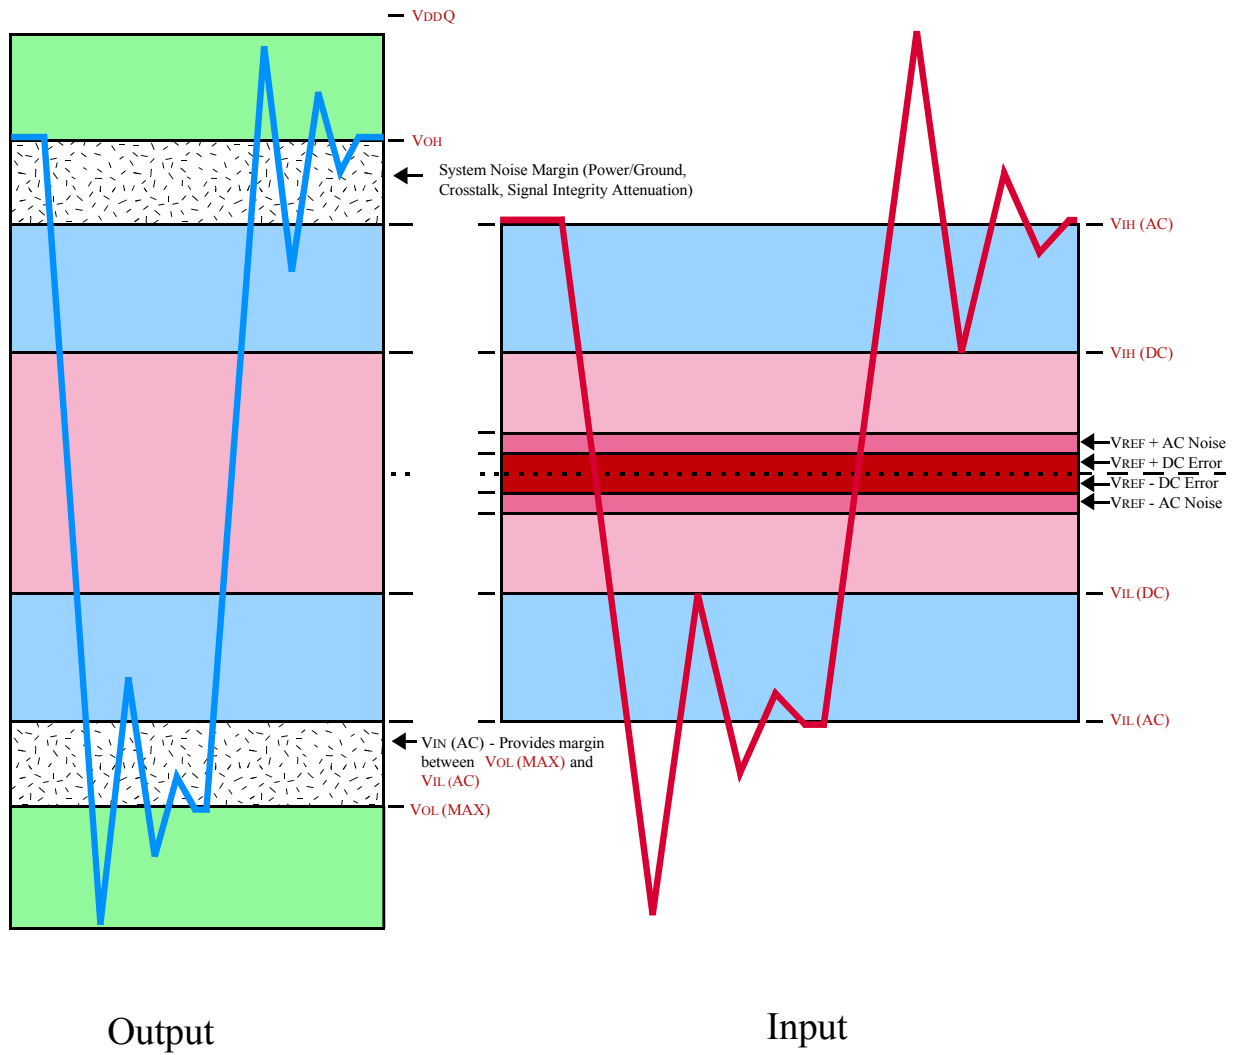 VDDQ
VOH
System Noise Margin (Power/Ground,
Crosstalk, Signal Integrity Attenuation)
VIH (AC)
VIH (DC)
VREF + AC Noise
VREF + DC Error
VREF - DC Error
VREF - AC Noise
VIL (DC)
VIL (AC)
VIN (AC) - Provides margin
between VOL (MAX) and
VIL (AC)
VOL (MAX)
Output
Input